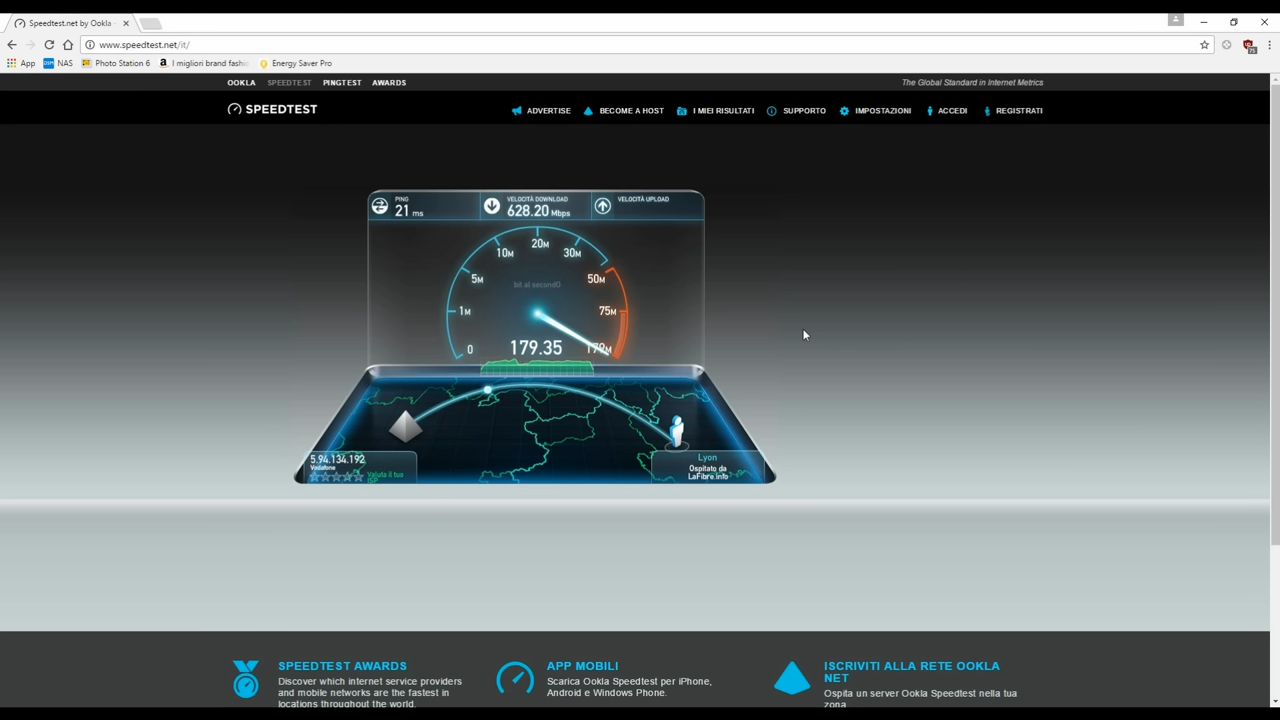 Speedtest.net by Ookla -
www.speedtest.net/it/
App
NAS
Photo Station 6
I migliori brand fashi
Energy Saver Pro
OOKLA SPEEDTEST PINGTEST AWARDS
The Global Standard in Internet Metrics
SPEEDTEST
ADVERTISE BECOME A HOST I MIEI RISULTATI SUPPORTO IMPOSTAZIONI ACCEDI REGISTRATI
PING
21 ms
VELOCITÀ DOWNLOAD
628.20 Mbps
VELOCITÀ UPLOAD
20M
10M 30M
5M 50M
bit al secondO
1M 75M
0 179.35 179M
5.94.134.192
Vodafone
Valuta il tuo
ISP
Lyon
Ospitato da
LaFibre.info
SPEEDTEST AWARDS
Discover which internet service providers
and mobile networks are the fastest in
locations throughout the world.
APP MOBILI
Scarica Ookla Speedtest per iPhone,
Android e Windows Phone.
ISCRIVITI ALLA RETE OOKLA
NET
Ospita un server Ookla Speedtest nella tua
zona